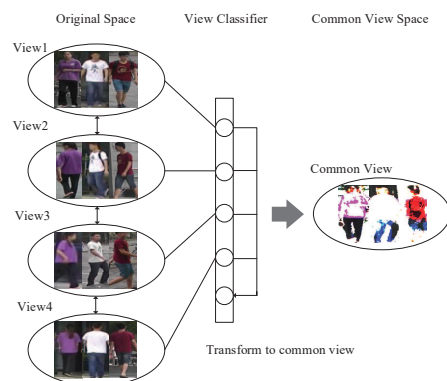 Original Space
View Classifier
Common View Space
View1
View2
View3
View4
Common View
Transform to common view